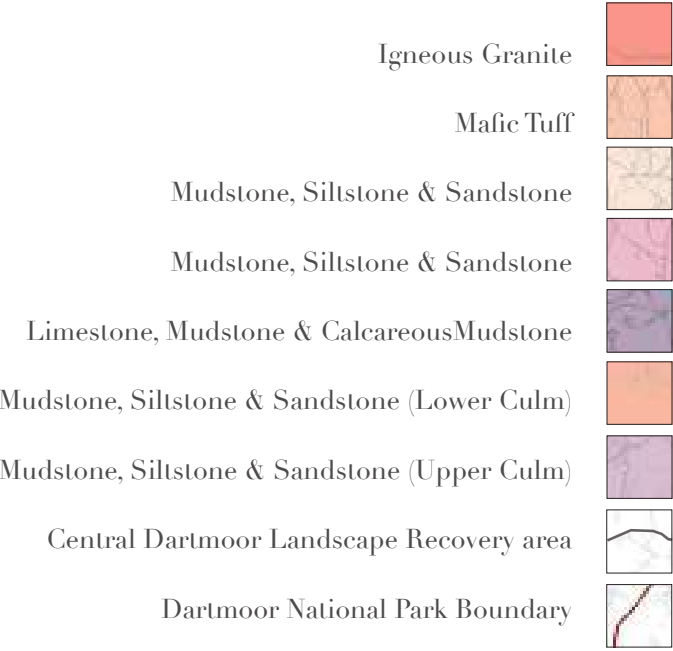 Igneous Granite
Mafic Tuff
Mudstone, Siltstone & Sandstone
Mudstone, Siltstone & Sandstone
Limestone, Mudstone & CalcareousMudstone
Mudstone, Siltstone & Sandstone (Lower Culm)
Mudstone, Siltstone & Sandstone (Upper Culm)
Central Dartmoor Landscape Recovery area
Dartmoor National Park Boundary